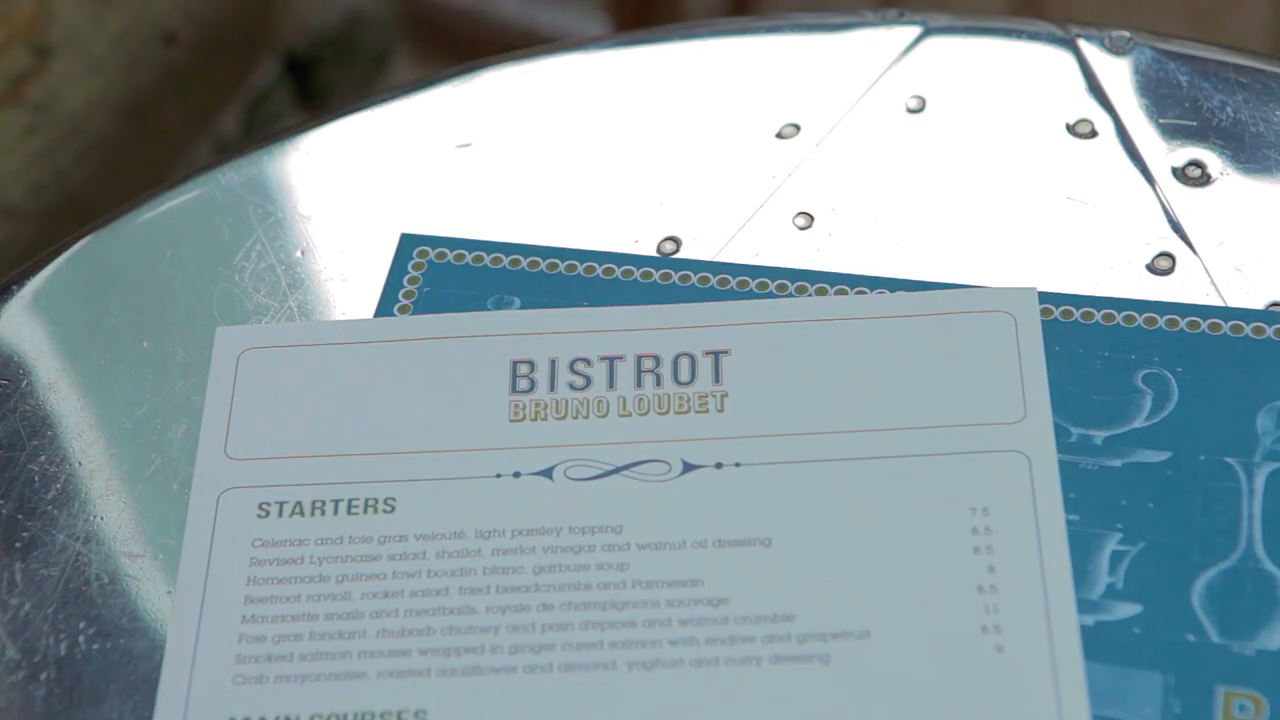 BISTROT
BRUNO LOUBET
STARTERS
Celeriac and foie gras velouté, light parsley topping 7.5
Revised Lyonnaise salad, shallot, merlot vinegar and walnut oil dressing 6.5
Homemade guinea fowl boudin blanc, garbure soup 8.5
Beetroot ravioli, rocket salad, fried breadcrumbs and Parmesan
Mauricette snails and meatballs, royale de champignons sauvage
Foie gras fondant, rhubarb chutney and pain d'epices and walnut crumble 11
Smoked salmon mousse wrapped in ginger cured salmon with endive and grapefruit 8.5
Crab mayonnaise, roasted cauliflower and almond, yoghurt and curry dressing
MAIN COURSES